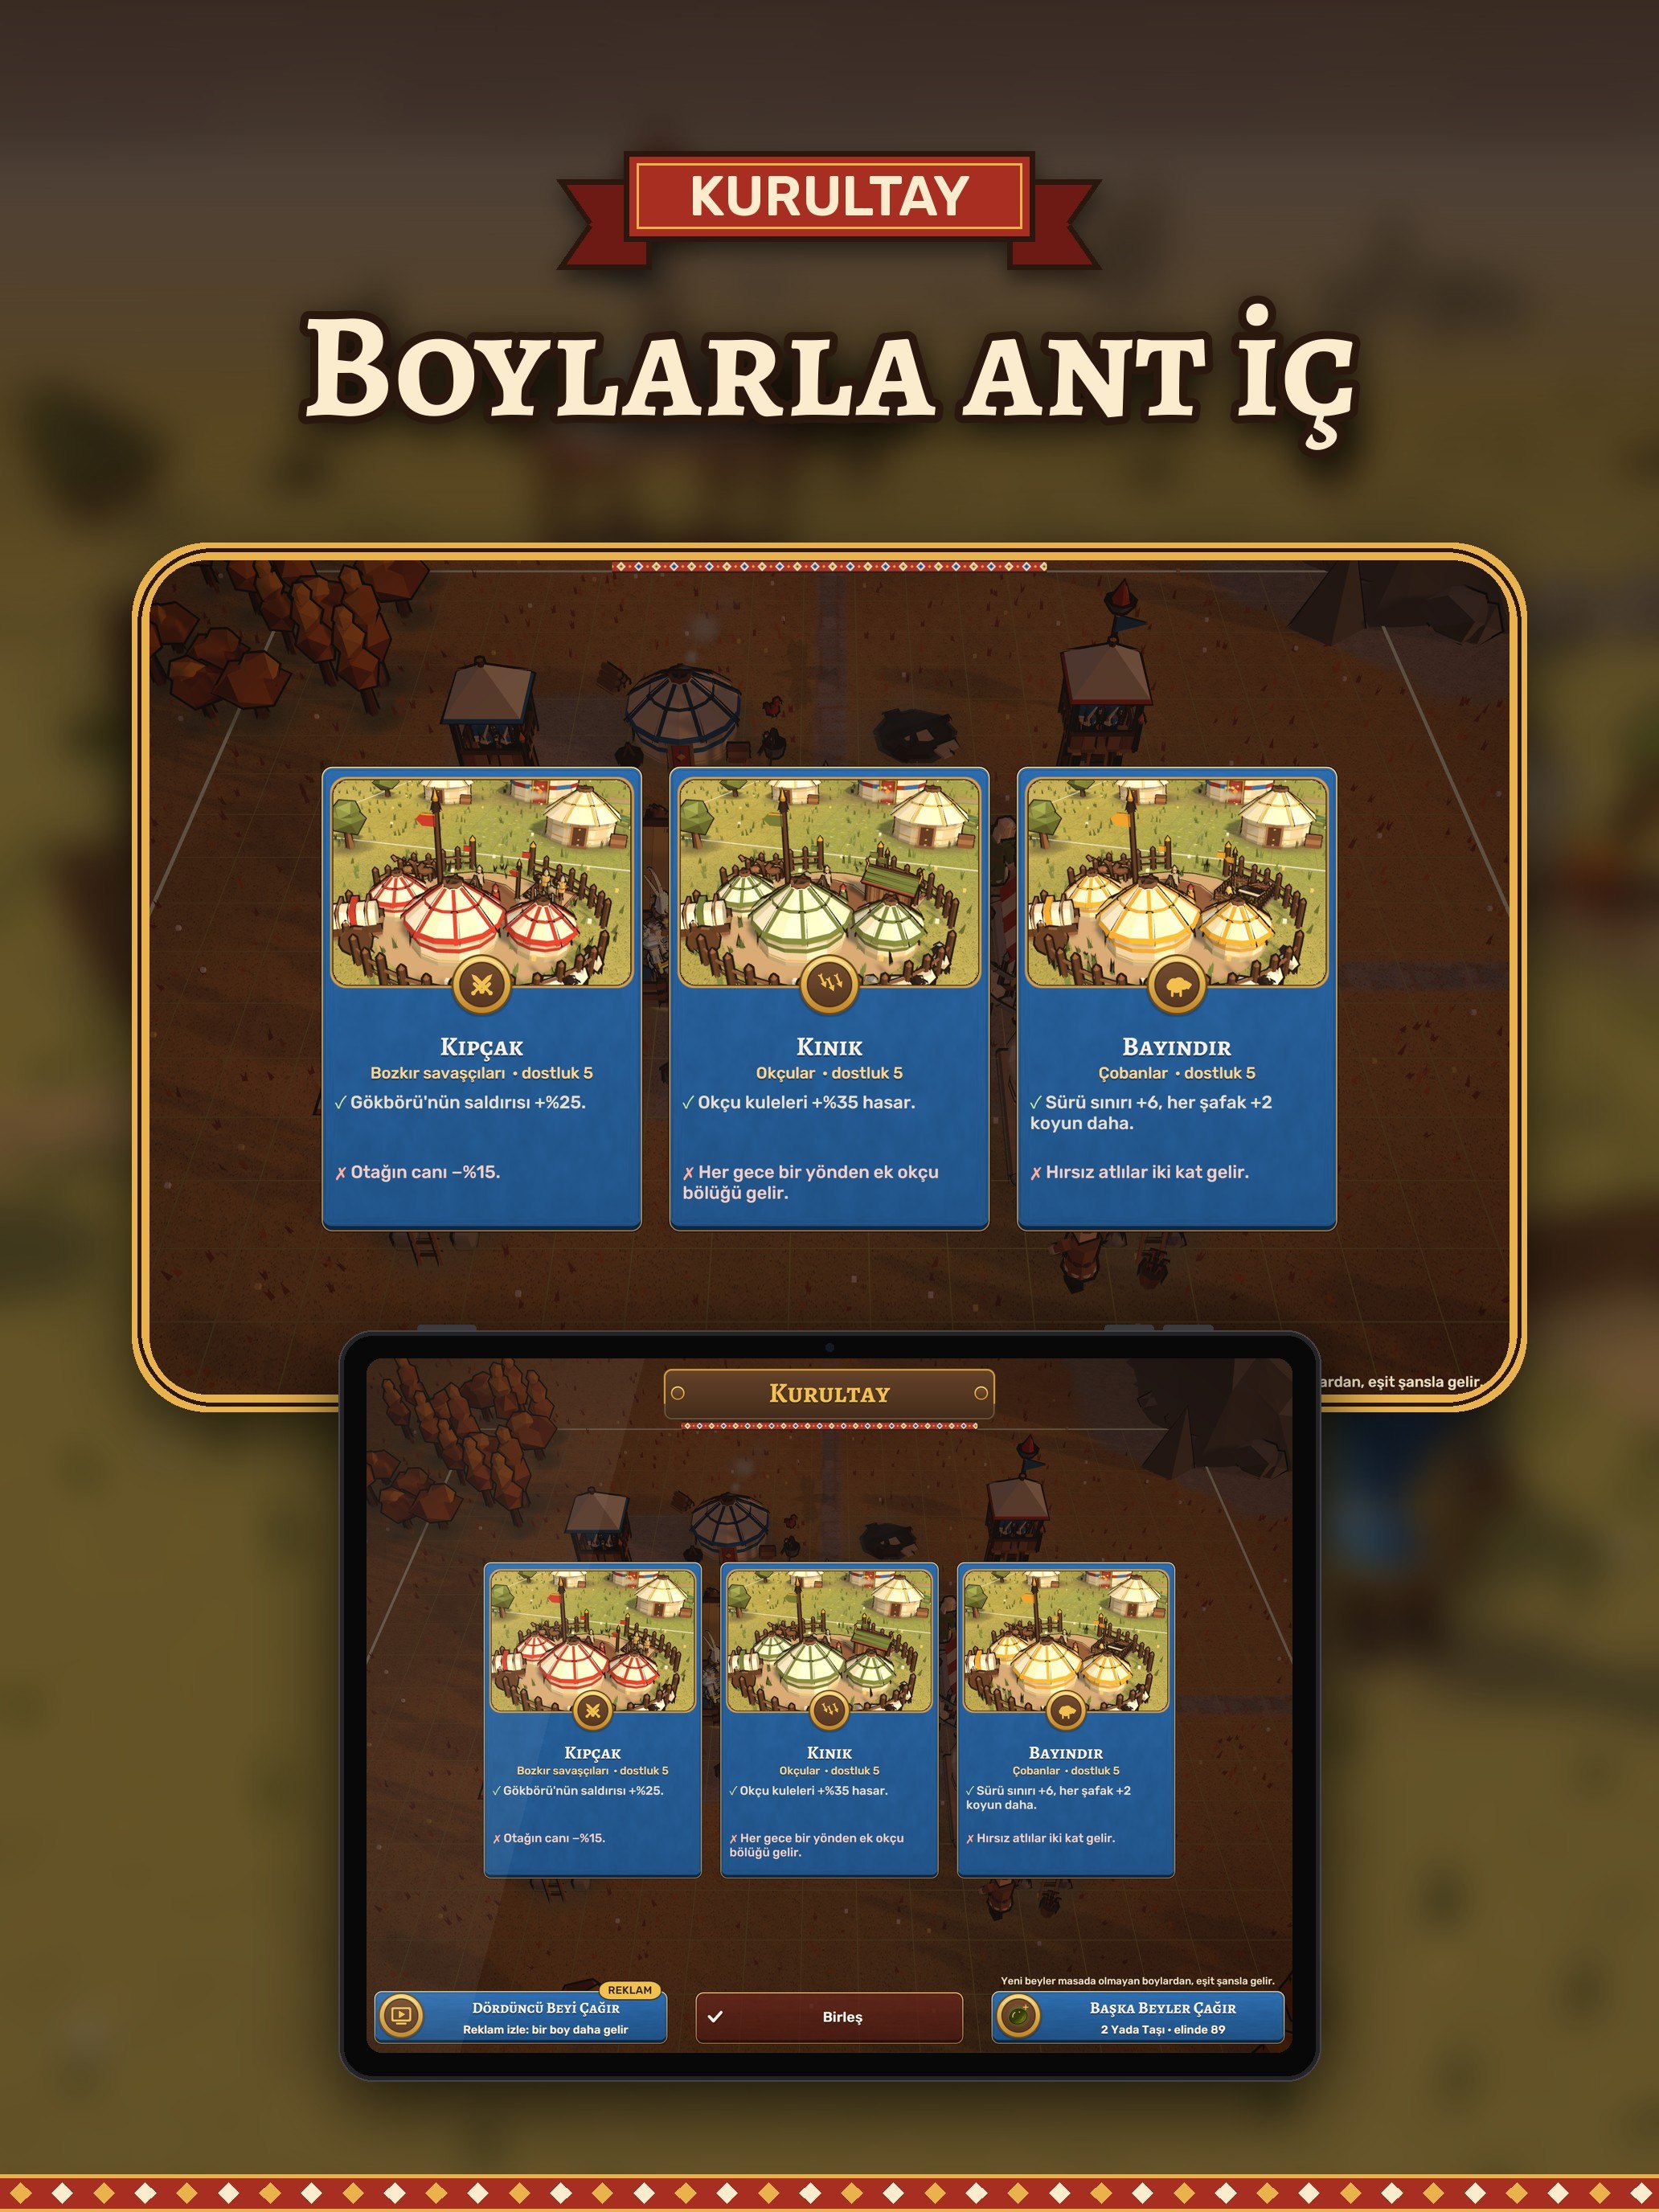 KURULTAY
Boylarla ant iç
Kıpçak
Bozkır savaşçıları • dostluk 5
✓ Gökbörü'nün saldırısı +%25.
✗ Otağın canı −%15.
Kınık
Okçular • dostluk 5
✓ Okçu kuleleri +%35 hasar.
✗ Her gece bir yönden ek okçu
bölüğü gelir.
Bayındır
Çobanlar • dostluk 5
✓ Sürü sınırı +6, her şafak +2
koyun daha.
✗ Hırsız atlılar iki kat gelir.
ardan, eşit şansla gelir.
Kurultay
Kıpçak
Bozkır savaşçıları • dostluk 5
✓ Gökbörü'nün saldırısı +%25.
✗ Otağın canı −%15.
Kınık
Okçular • dostluk 5
✓ Okçu kuleleri +%35 hasar.
✗ Her gece bir yönden ek okçu
bölüğü gelir.
Bayındır
Çobanlar • dostluk 5
✓ Sürü sınırı +6, her şafak +2
koyun daha.
✗ Hırsız atlılar iki kat gelir.
REKLAM
Dördüncü Beyi Çağır
Reklam izle: bir boy daha gelir
✓ Birleş
Yeni beyler masada olmayan boylardan, eşit şansla gelir.
Başka Beyler Çağır
2 Yada Taşı • elinde 89